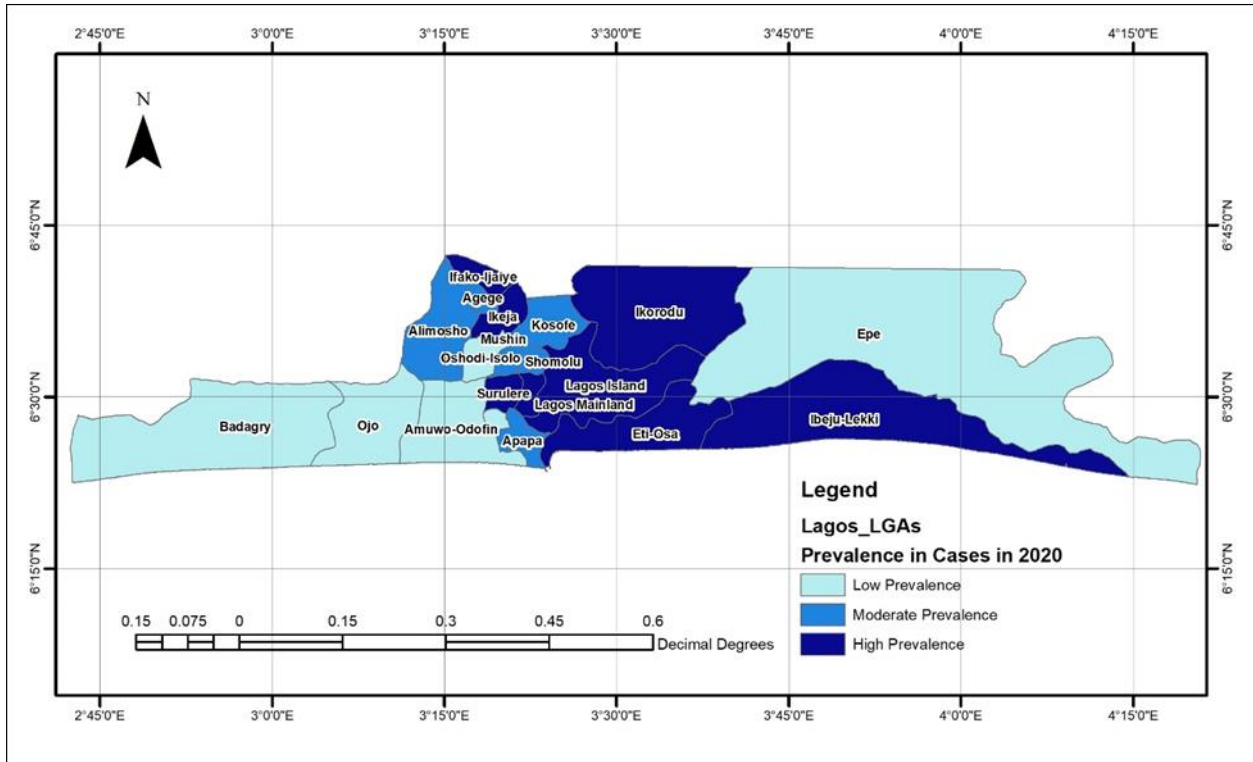 2°45'0"E 3°0'0"E 3°15'0"E 3°30'0"E 3°45'0"E 4°0'0"E 4°15'0"E
N
6°45'0"N 6°45'0"N
Ifako-Ijaiye
Agege
Ikeja
Ikorodu
Alimosho
Kosofe
Mushin
Epe
Oshodi-Isolo
Shomolu
Lagos Island
Surulere
6°30'0"N 6°30'0"N
Lagos Mainland
Ibeju-Lekki
Badagry
Ojo
Amuwo-Odofin
Eti-Osa
Apapa
Legend
Lagos_LGAs
Prevalence in Cases in 2020
6°15'0"N 6°15'0"N
Low Prevalence
Moderate Prevalence
High Prevalence
0.15 0.075 0 0.15 0.3 0.45 0.6
Decimal Degrees
2°45'0"E 3°0'0"E 3°15'0"E 3°30'0"E 3°45'0"E 4°0'0"E 4°15'0"E